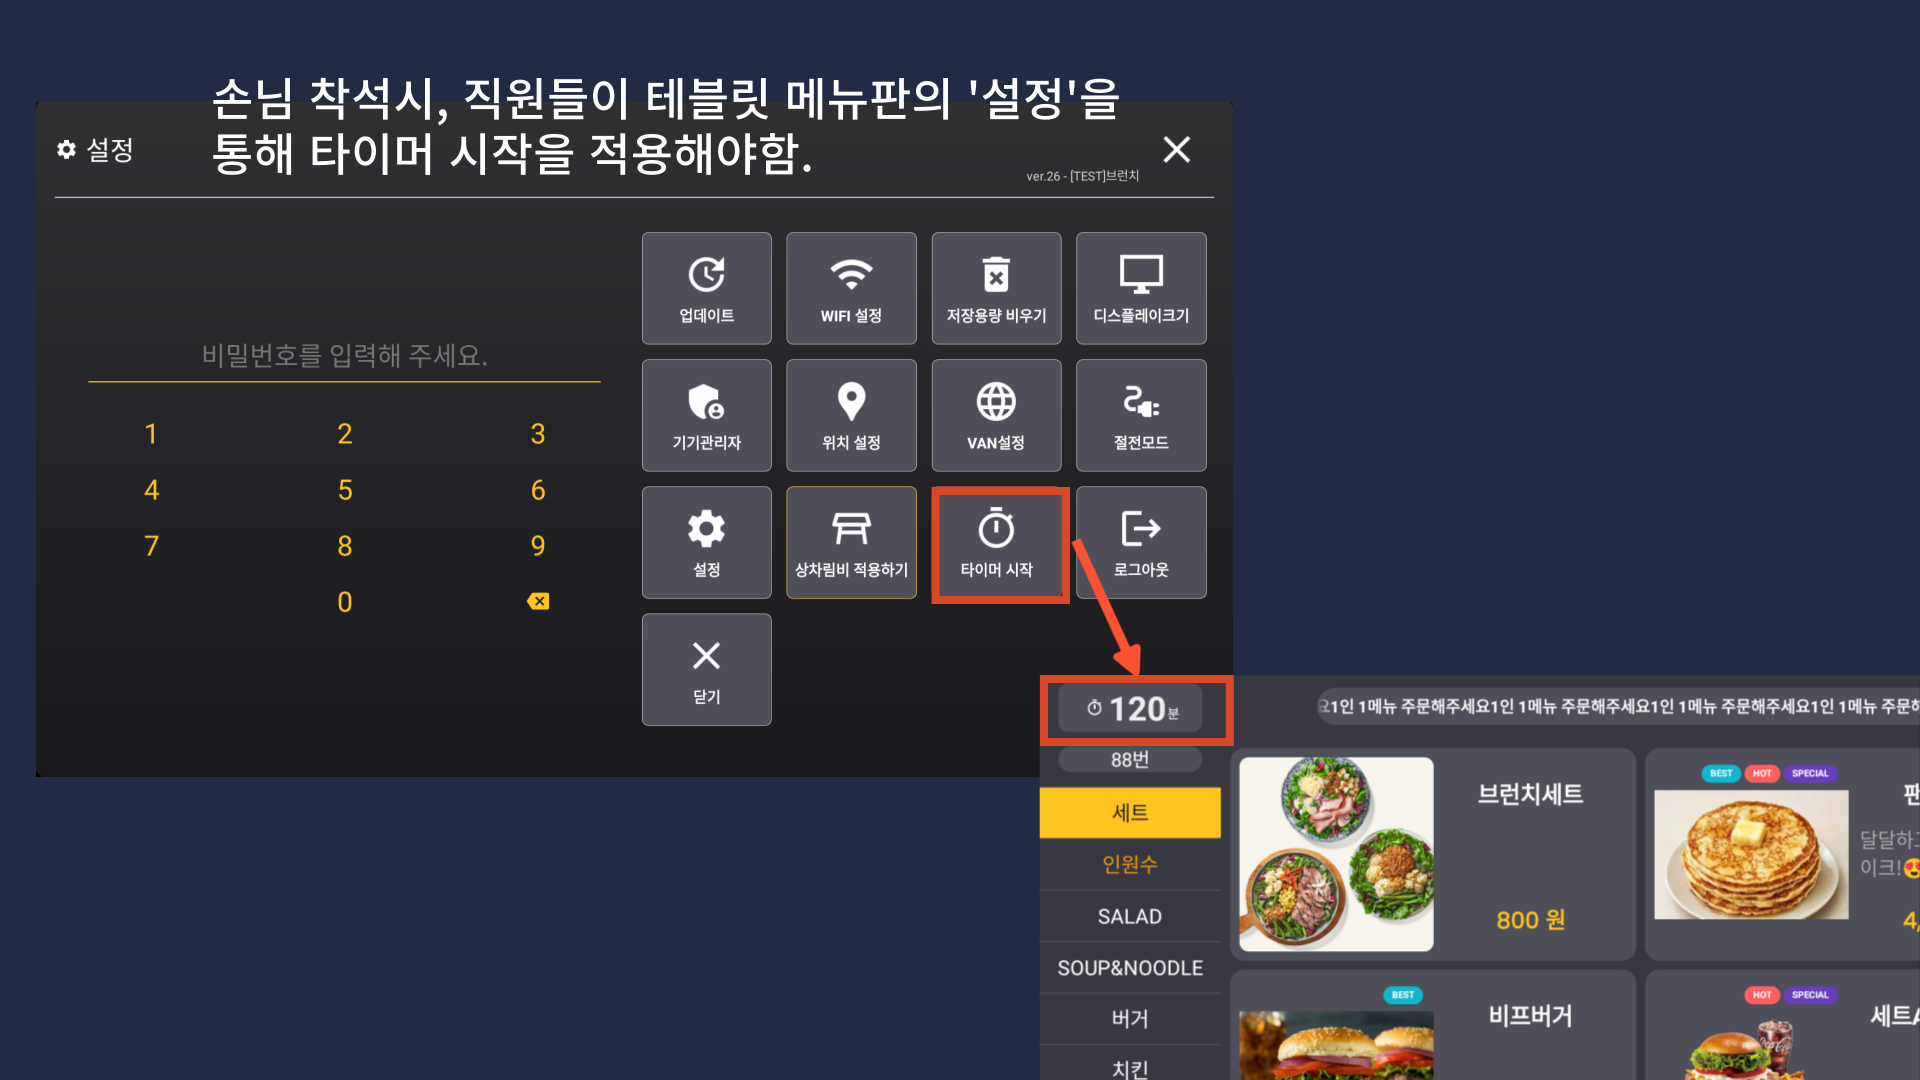 손님 착석시, 직원들이 테블릿 메뉴판의 '설정'을
통해 타이머 시작을 적용해야함.
설정
ver.26 - [TEST]브런치
비밀번호를 입력해 주세요.
1 2 3
4 5 6
7 8 9
0
업데이트 WIFI 설정 저장용량 비우기 디스플레이크기
기기관리자 위치 설정 VAN설정 절전모드
설정 상차림비 적용하기 타이머 시작 로그아웃
닫기
120분
요1인 1메뉴 주문해주세요1인 1메뉴 주문해주세요1인 1메뉴 주문해주세요1인 1메뉴 주문해
88번
세트
인원수
SALAD
SOUP&NOODLE
버거
치킨
브런치세트
800 원
BEST HOT SPECIAL
팬
달달하고
이크!😍
4,
BEST
비프버거
HOT SPECIAL
세트A